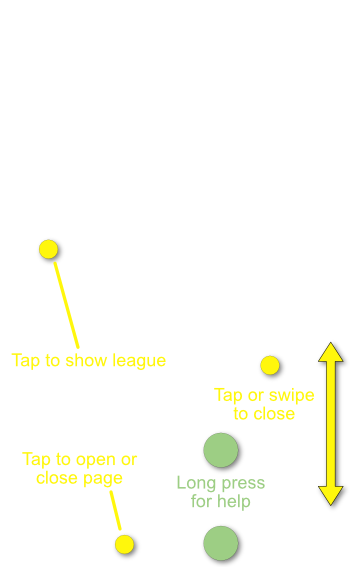 Tap to show league
Tap or swipe
to close
Tap to open or
close page
Long press
for help